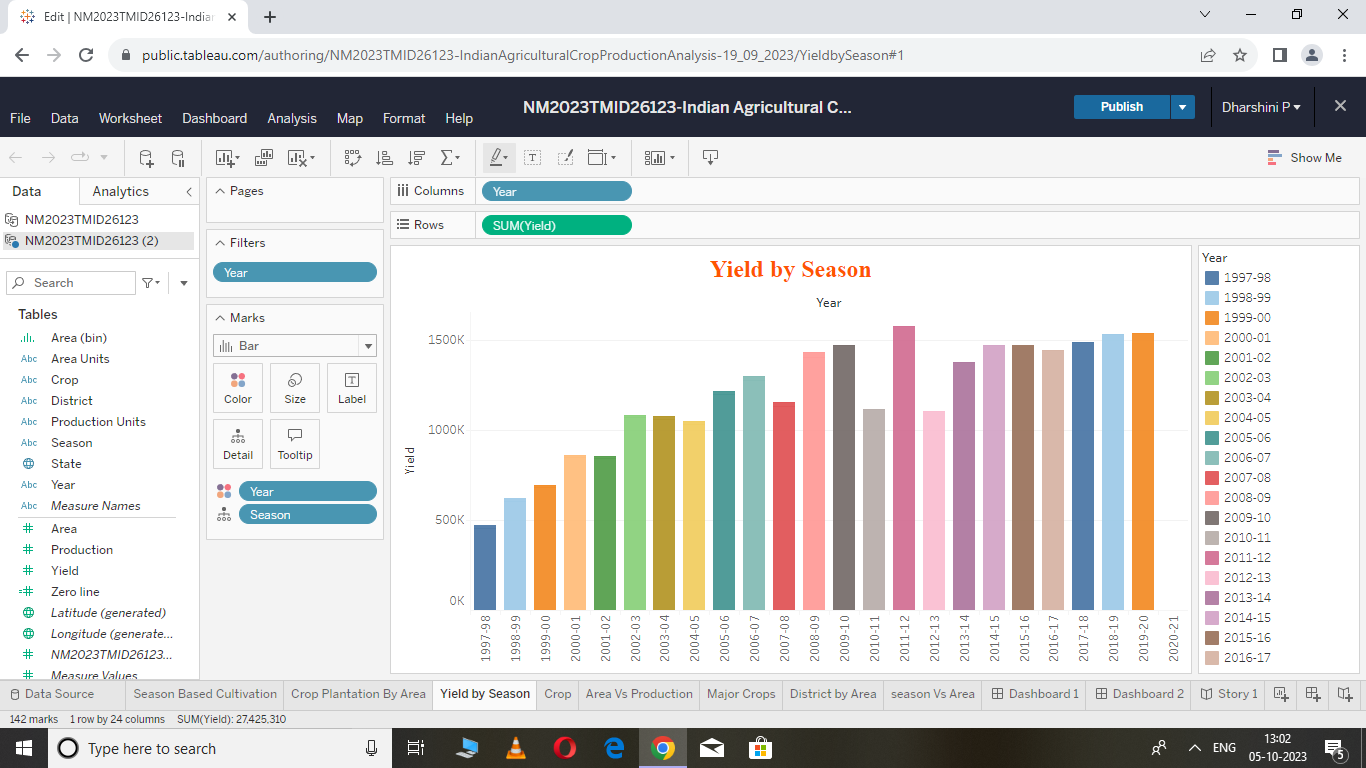 Edit | NM2023TMID26123-India
public.tableau.com/authoring/NM2023TMID26123-IndianAgriculturalCropProductionAnalysis-19_09_2023/YieldbySeason#1
NM2023TMID26123-Indian Agricultural C...
Publish
Dharshini P
File Data Worksheet Dashboard Analysis Map Format Help
Show Me
Data Analytics
NM2023TMID26123
NM2023TMID26123 (2)
Search
Tables
Area (bin)
Abc Area Units
Abc Crop
Abc District
Abc Production Units
Abc Season
State
Abc Year
Abc Measure Names
Area
Production
Yield
Zero line
Latitude (generated)
Longitude (generate...
NM2023TMID26123...
Measure Values
Pages
Filters
Year
Marks
Bar
Color Size Label
Detail Tooltip
Year
Season
Columns Year
Rows SUM(Yield)
Yield by Season
Year
Yield
1500K
1000K
500K
0K
1997-98
1998-99
1999-00
2000-01
2001-02
2002-03
2003-04
2004-05
2005-06
2006-07
2007-08
2008-09
2009-10
2010-11
2011-12
2012-13
2013-14
2014-15
2015-16
2016-17
2017-18
2018-19
2019-20
2020-21
Year
1997-98
1998-99
1999-00
2000-01
2001-02
2002-03
2003-04
2004-05
2005-06
2006-07
2007-08
2008-09
2009-10
2010-11
2011-12
2012-13
2013-14
2014-15
2015-16
2016-17
Data Source Season Based Cultivation Crop Plantation By Area Yield by Season Crop Area Vs Production Major Crops District by Area season Vs Area Dashboard 1 Dashboard 2 Story 1
142 marks 1 row by 24 columns SUM(Yield): 27,425,310
Type here to search
ENG
13:02
05-10-2023
5